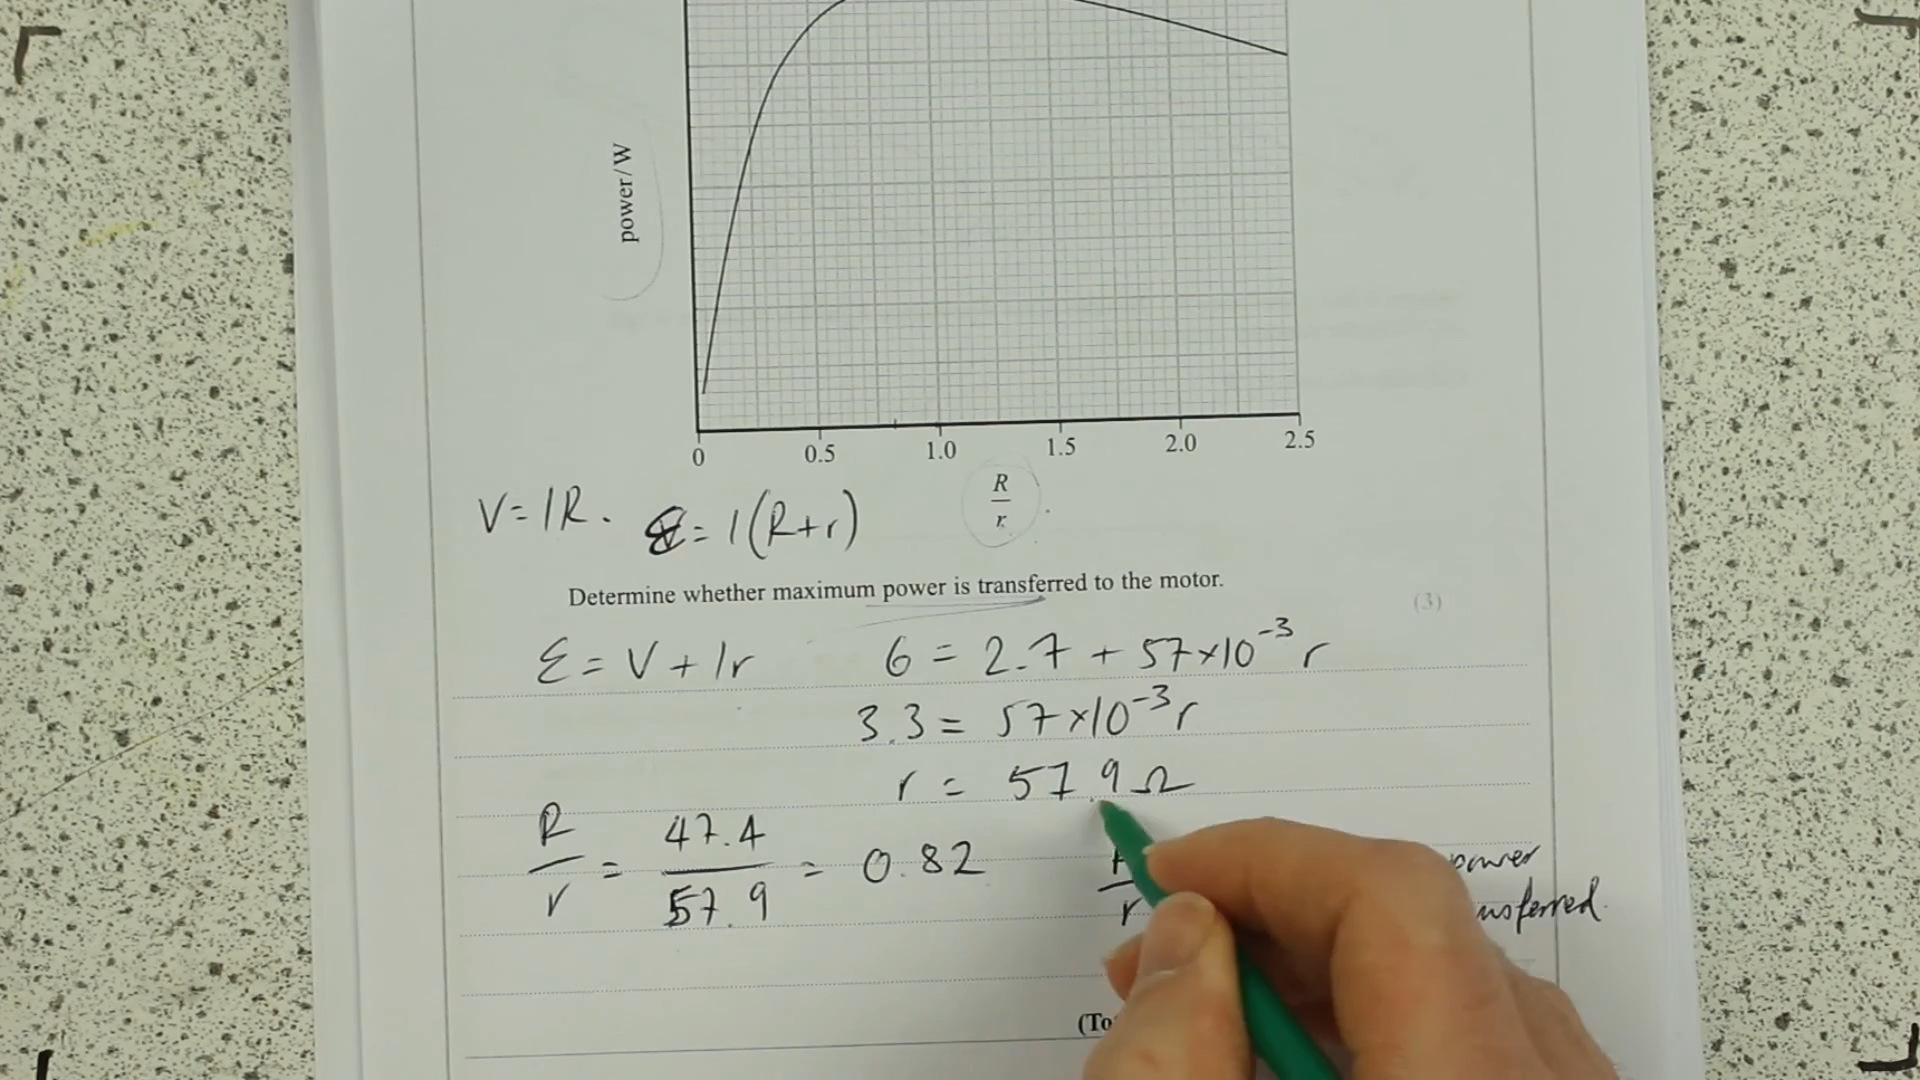 power/W
0 0.5 1.0 1.5 2.0 2.5
R
r
V=IR. Ɛ=I(R+r)
Determine whether maximum power is transferred to the motor.
(3)
Ɛ = V + Ir 6 = 2.7 + 57×10⁻³ r
3.3 = 57×10⁻³ r
r = 57.9Ω
R/r = 47.4/57.9 = 0.82
r
power
nsferred.
(To